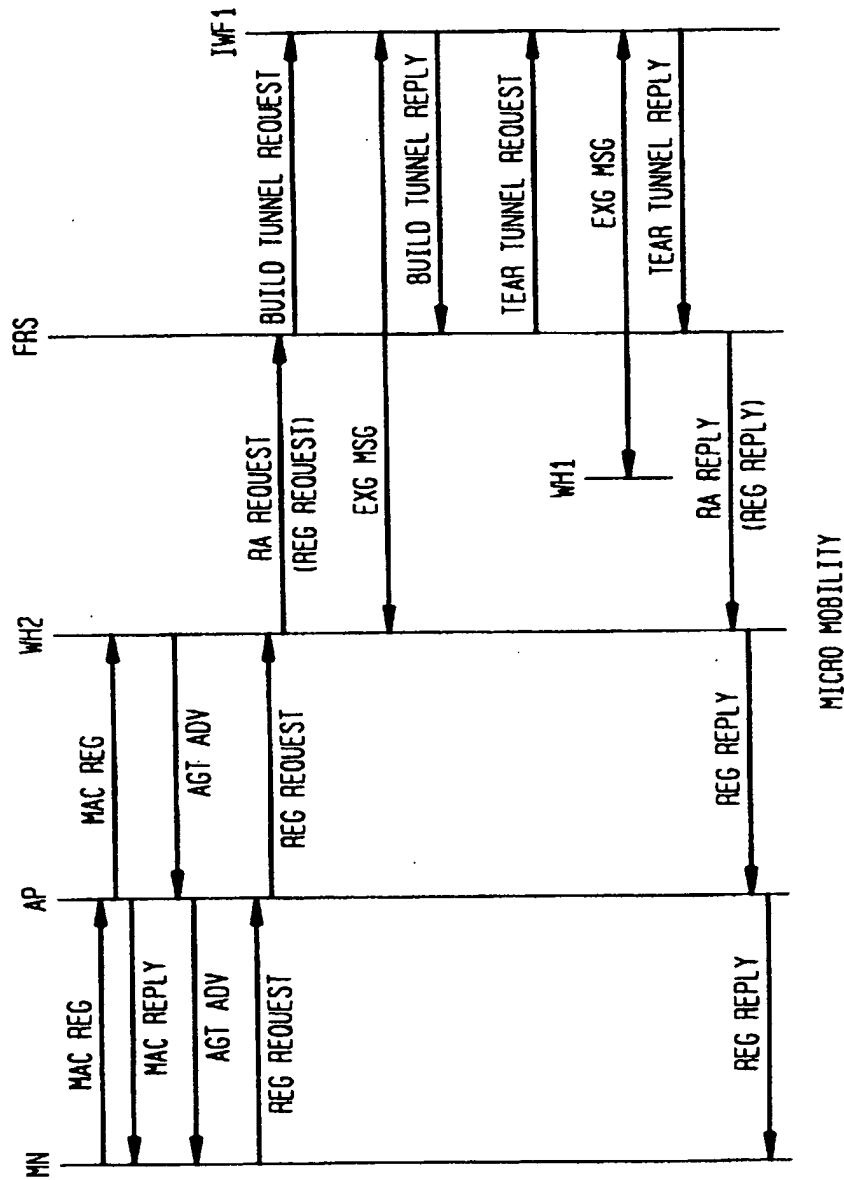 MN
AP
WH2
FRS
IWF1
MAC REG
MAC REG
MAC REPLY
AGT ADV
AGT ADV
REG REQUEST
REG REQUEST
RA REQUEST
(REG REQUEST)
BUILD TUNNEL REQUEST
EXG MSG
BUILD TUNNEL REPLY
TEAR TUNNEL REQUEST
WH1
EXG MSG
TEAR TUNNEL REPLY
RA REPLY
(REG REPLY)
REG REPLY
REG REPLY
MICRO MOBILITY